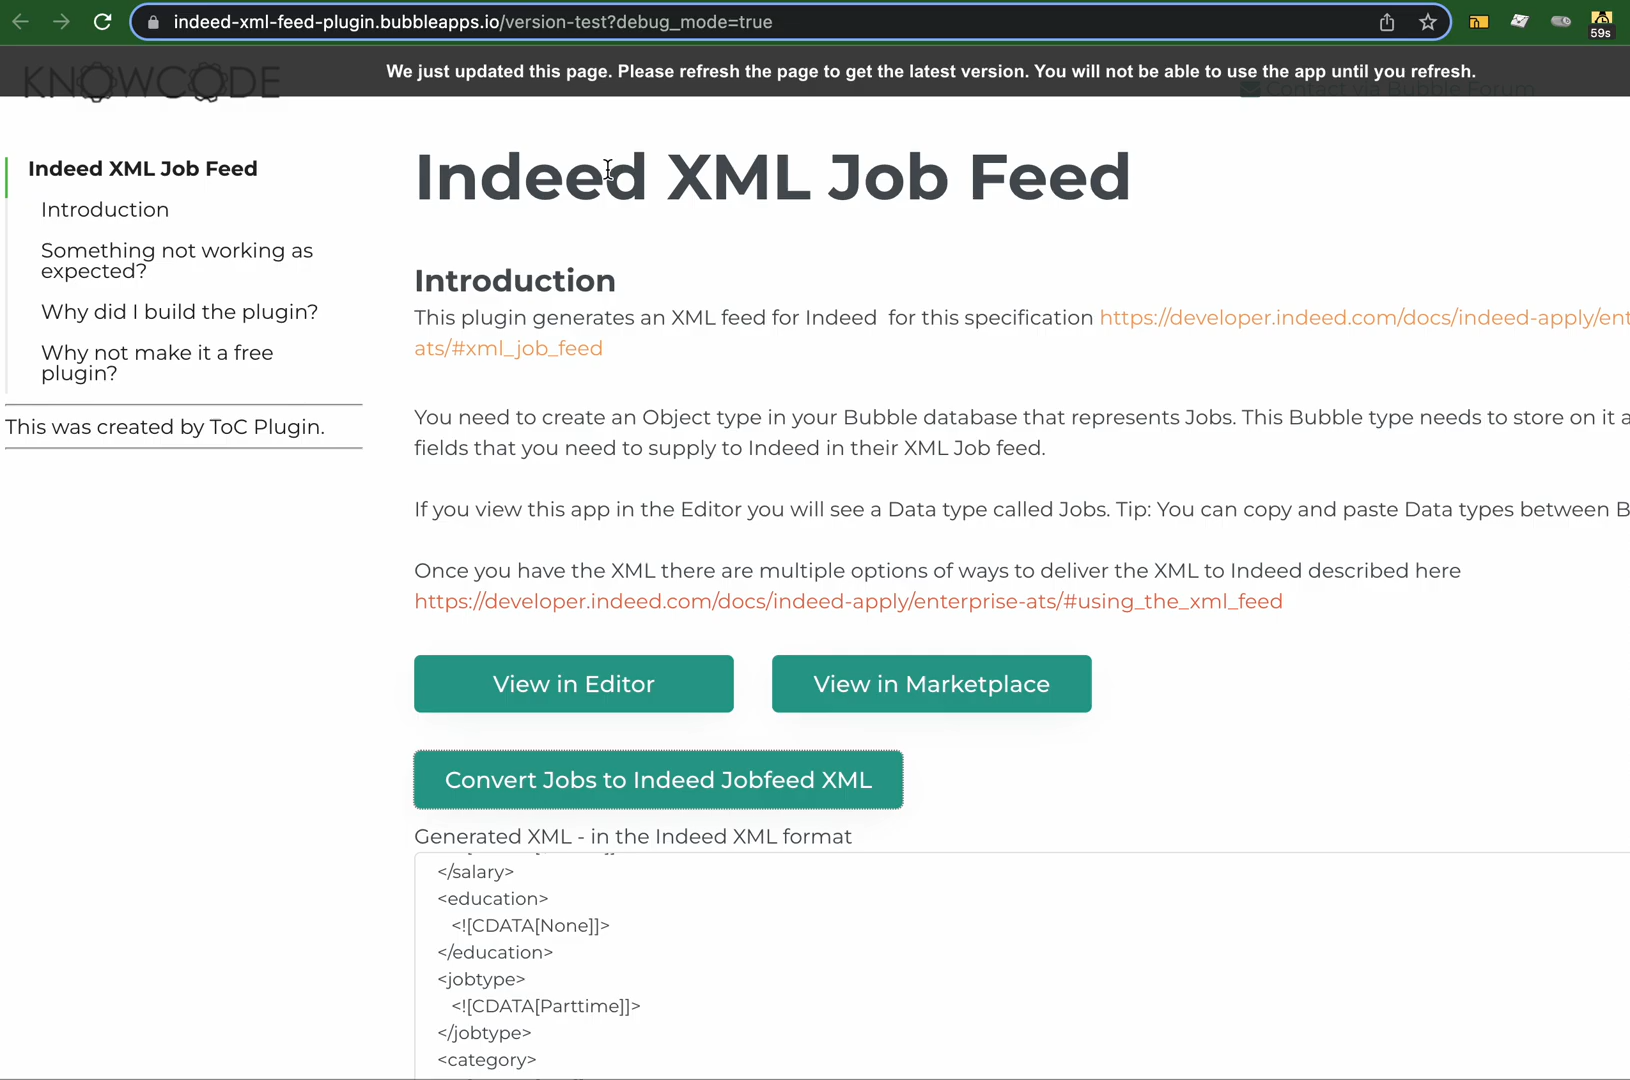 indeed-xml-feed-plugin.bubbleapps.io/version-test?debug_mode=true
59s
KNOWCODE
We just updated this page. Please refresh the page to get the latest version. You will not be able to use the app until you refresh.
Contact via Bubble Forum
Indeed XML Job Feed
Introduction
Something not working as
expected?
Why did I build the plugin?
Why not make it a free
plugin?
This was created by ToC Plugin.
Indeed XML Job Feed
Introduction
This plugin generates an XML feed for Indeed  for this specification https://developer.indeed.com/docs/indeed-apply/ent
ats/#xml_job_feed
You need to create an Object type in your Bubble database that represents Jobs. This Bubble type needs to store on it a
fields that you need to supply to Indeed in their XML Job feed.
If you view this app in the Editor you will see a Data type called Jobs. Tip: You can copy and paste Data types between B
Once you have the XML there are multiple options of ways to deliver the XML to Indeed described here
https://developer.indeed.com/docs/indeed-apply/enterprise-ats/#using_the_xml_feed
View in Editor
View in Marketplace
Convert Jobs to Indeed Jobfeed XML
Generated XML - in the Indeed XML format
</salary>
<education>
<![CDATA[None]]>
</education>
<jobtype>
<![CDATA[Parttime]]>
</jobtype>
<category>